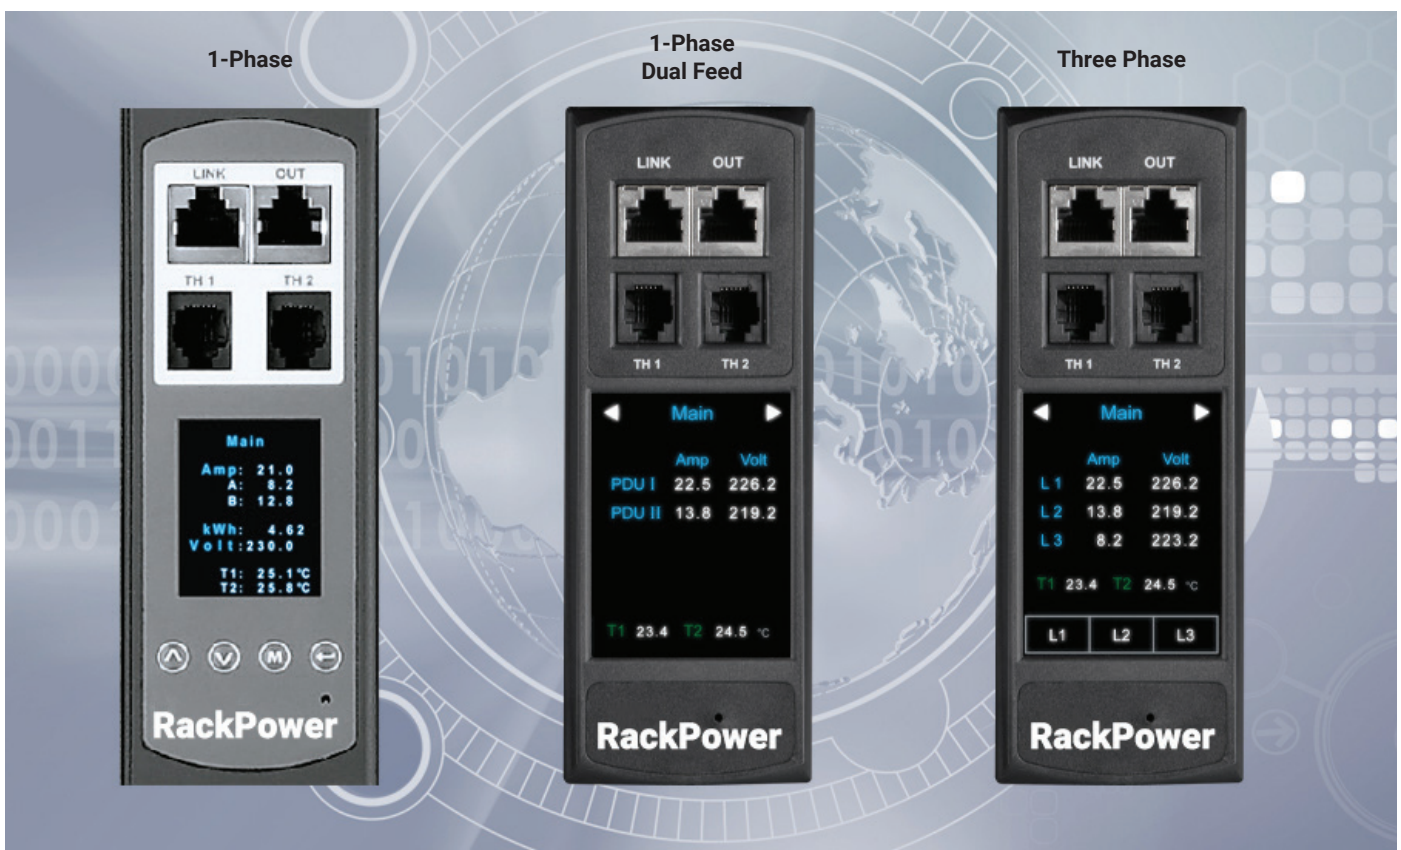 1-Phase
LINK OUT
TH 1 TH 2
Main
Amp: 21.0
A: 8.2
B: 12.8
kWh: 4.62
Volt:230.0
T1: 25.1°C
T2: 25.8°C
M
RackPower
1-Phase
Dual Feed
LINK OUT
TH 1 TH 2
Main
Amp Volt
PDU I 22.5 226.2
PDU II 13.8 219.2
T1 23.4 T2 24.5 °C
RackPower
Three Phase
LINK OUT
TH 1 TH 2
Main
Amp Volt
L 1 22.5 226.2
L 2 13.8 219.2
L 3 8.2 223.2
T1 23.4 T2 24.5 °C
L1 L2 L3
RackPower